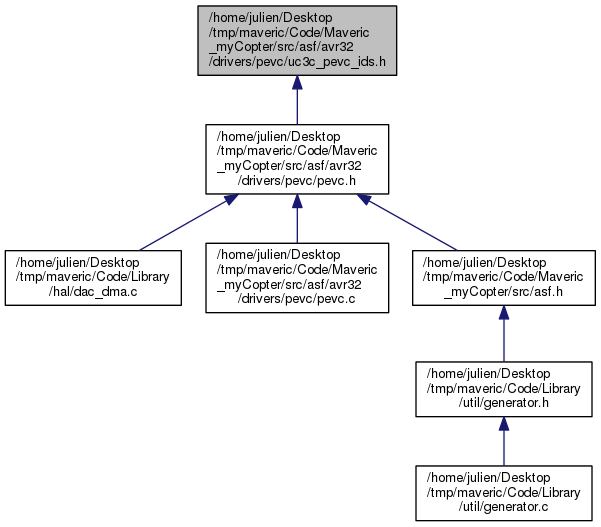 /home/julien/Desktop
/tmp/maveric/Code/Maveric
_myCopter/src/asf/avr32
/drivers/pevc/uc3c_pevc_ids.h
/home/julien/Desktop
/tmp/maveric/Code/Maveric
_myCopter/src/asf/avr32
/drivers/pevc/pevc.h
/home/julien/Desktop
/tmp/maveric/Code/Library
/hal/dac_dma.c
/home/julien/Desktop
/tmp/maveric/Code/Maveric
_myCopter/src/asf/avr32
/drivers/pevc/pevc.c
/home/julien/Desktop
/tmp/maveric/Code/Maveric
_myCopter/src/asf.h
/home/julien/Desktop
/tmp/maveric/Code/Library
/util/generator.h
/home/julien/Desktop
/tmp/maveric/Code/Library
/util/generator.c